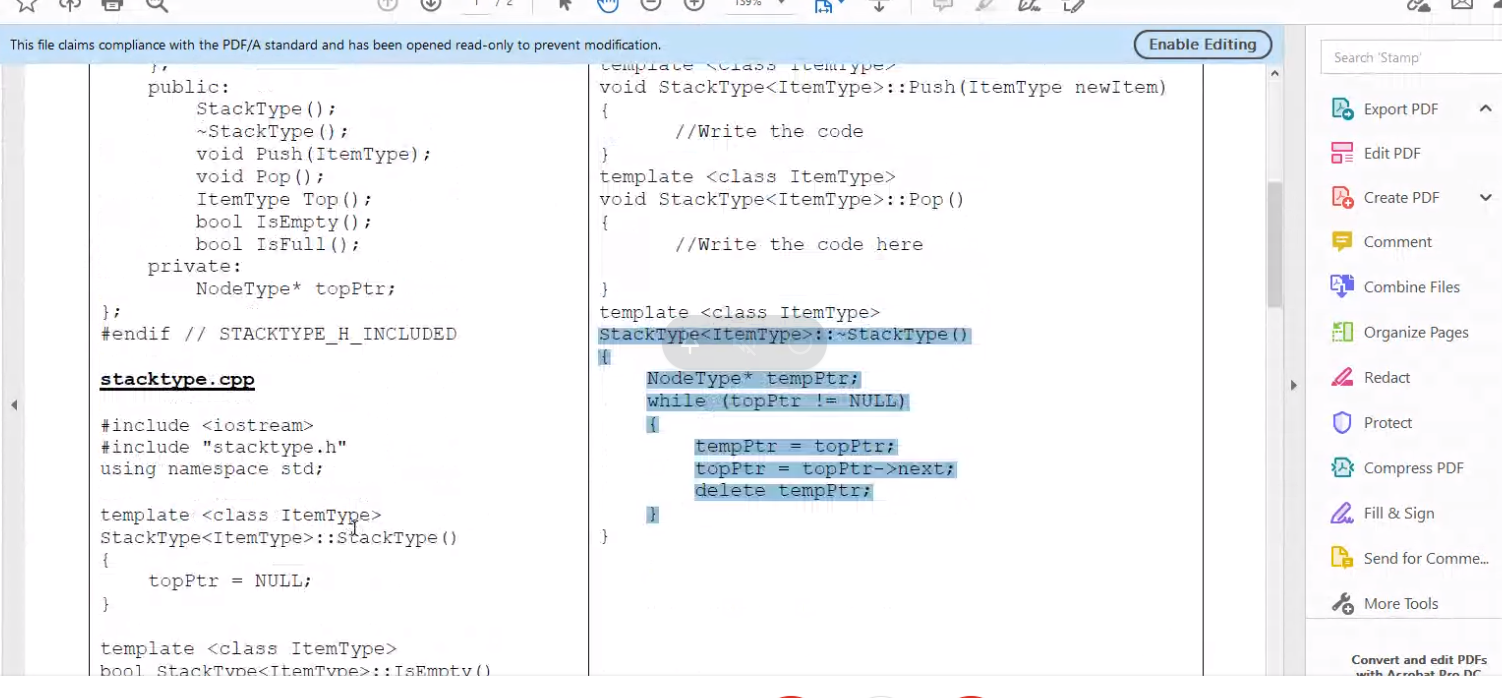 1 / 2
139%
This file claims compliance with the PDF/A standard and has been opened read-only to prevent modification.
Enable Editing
};
public:
StackType();
~StackType();
void Push(ItemType);
void Pop();
ItemType Top();
bool IsEmpty();
bool IsFull();
private:
NodeType* topPtr;
};
#endif // STACKTYPE_H_INCLUDED
stacktype.cpp
#include <iostream>
#include "stacktype.h"
using namespace std;
template <class ItemType>
StackType<ItemType>::StackType()
{
topPtr = NULL;
}
template <class ItemType>
bool StackType<ItemType>::IsEmpty()
template <class ItemType>
void StackType<ItemType>::Push(ItemType newItem)
{
//Write the code
}
template <class ItemType>
void StackType<ItemType>::Pop()
{
//Write the code here
}
template <class ItemType>
StackType<ItemType>::~StackType()
{
NodeType* tempPtr;
while (topPtr != NULL)
{
tempPtr = topPtr;
topPtr = topPtr->next;
delete tempPtr;
}
}
Search 'Stamp'
Export PDF
Edit PDF
Create PDF
Comment
Combine Files
Organize Pages
Redact
Protect
Compress PDF
Fill & Sign
Send for Comme...
More Tools
Convert and edit PDFs
with Acrobat Pro DC